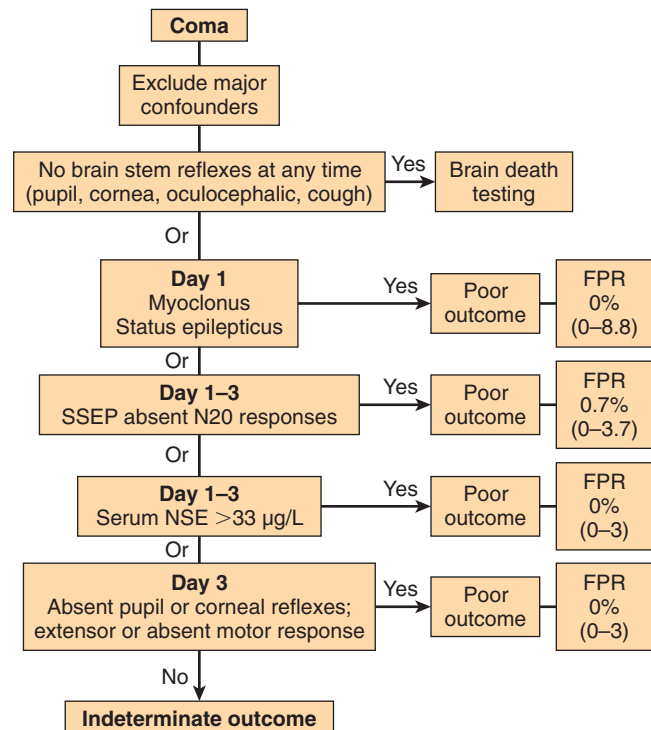 Coma
Exclude major
confounders
No brain stem reflexes at any time
(pupil, cornea, oculocephalic, cough)
Yes
Brain death
testing
Or
Day 1
Myoclonus
Status epilepticus
Yes
Poor
outcome
FPR
0%
(0–8.8)
Or
Day 1–3
SSEP absent N20 responses
Yes
Poor
outcome
FPR
0.7%
(0–3.7)
Or
Day 1–3
Serum NSE >33 µg/L
Yes
Poor
outcome
FPR
0%
(0–3)
Or
Day 3
Absent pupil or corneal reflexes;
extensor or absent motor response
Yes
Poor
outcome
FPR
0%
(0–3)
No
Indeterminate outcome